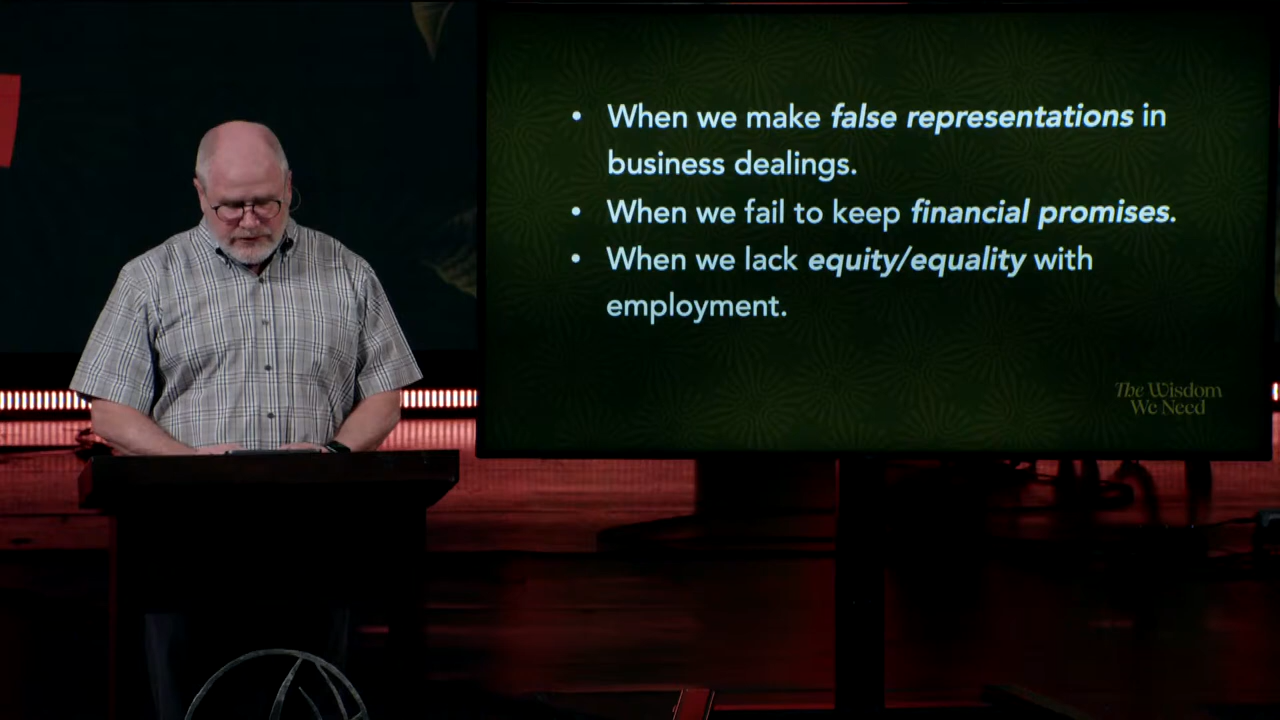 • When we make false representations in
business dealings.
• When we fail to keep financial promises.
• When we lack equity/equality with
employment.
The Wisdom
We Need